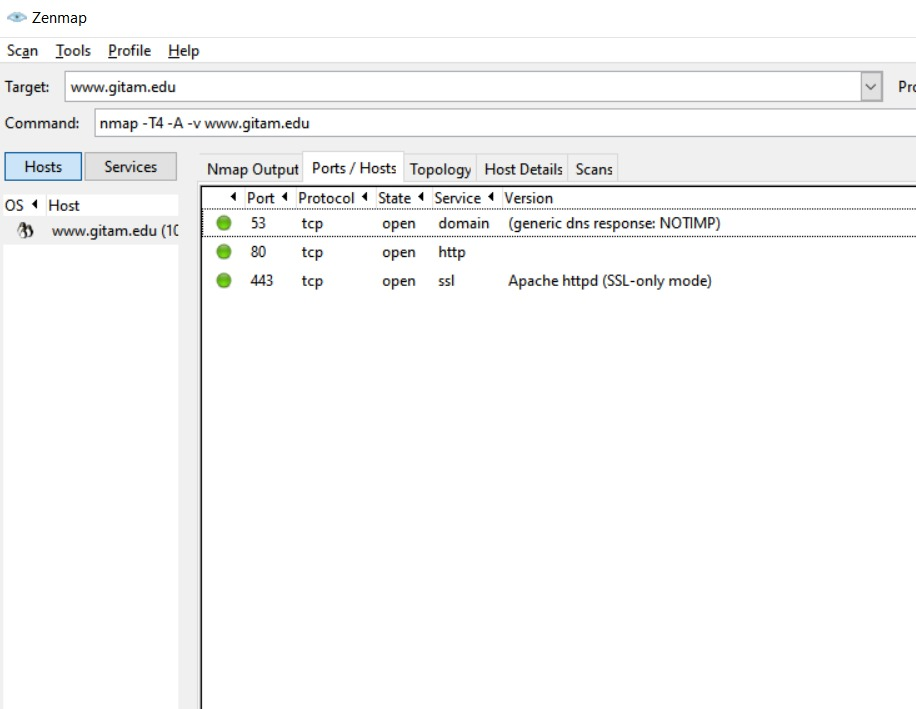 Zenmap
Scan Tools Profile Help
Target: www.gitam.edu
Command: nmap -T4 -A -v www.gitam.edu
Hosts Services Nmap Output Ports / Hosts Topology Host Details Scans
OS Host
www.gitam.edu (10
Port Protocol State Service Version
53 tcp open domain (generic dns response: NOTIMP)
80 tcp open http
443 tcp open ssl Apache httpd (SSL-only mode)